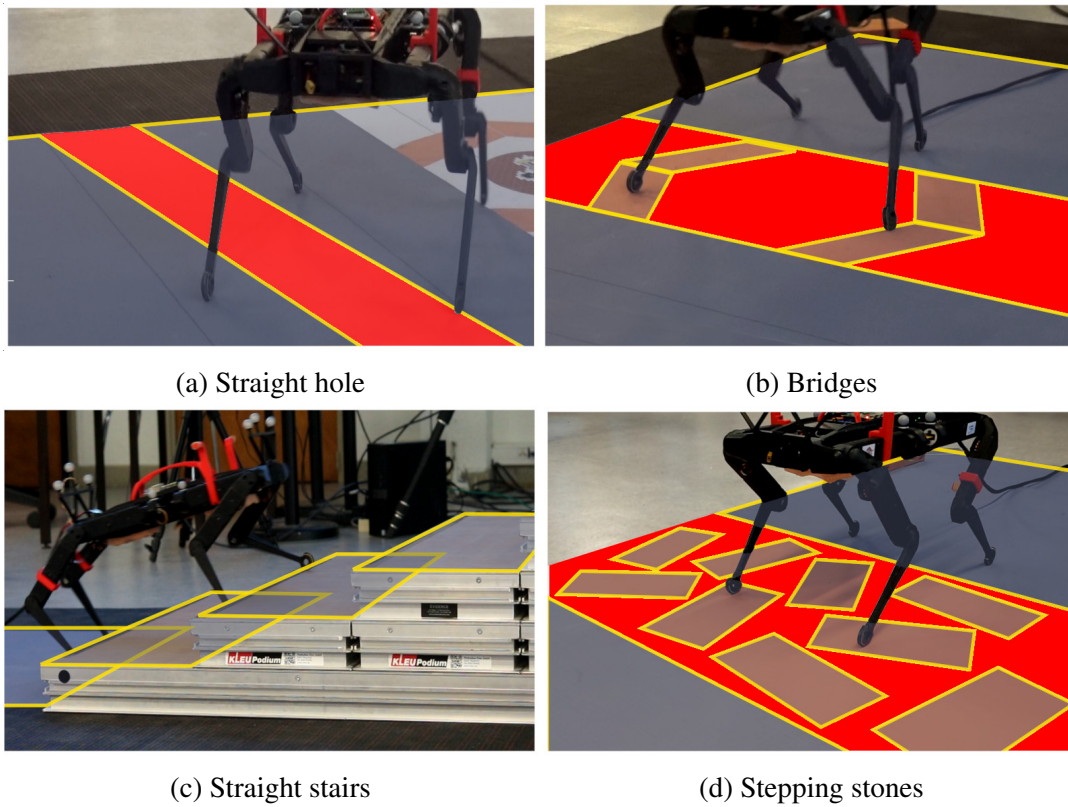 (a) Straight hole
(b) Bridges
KLEU Podium
KLEU Podium
(c) Straight stairs
(d) Stepping stones